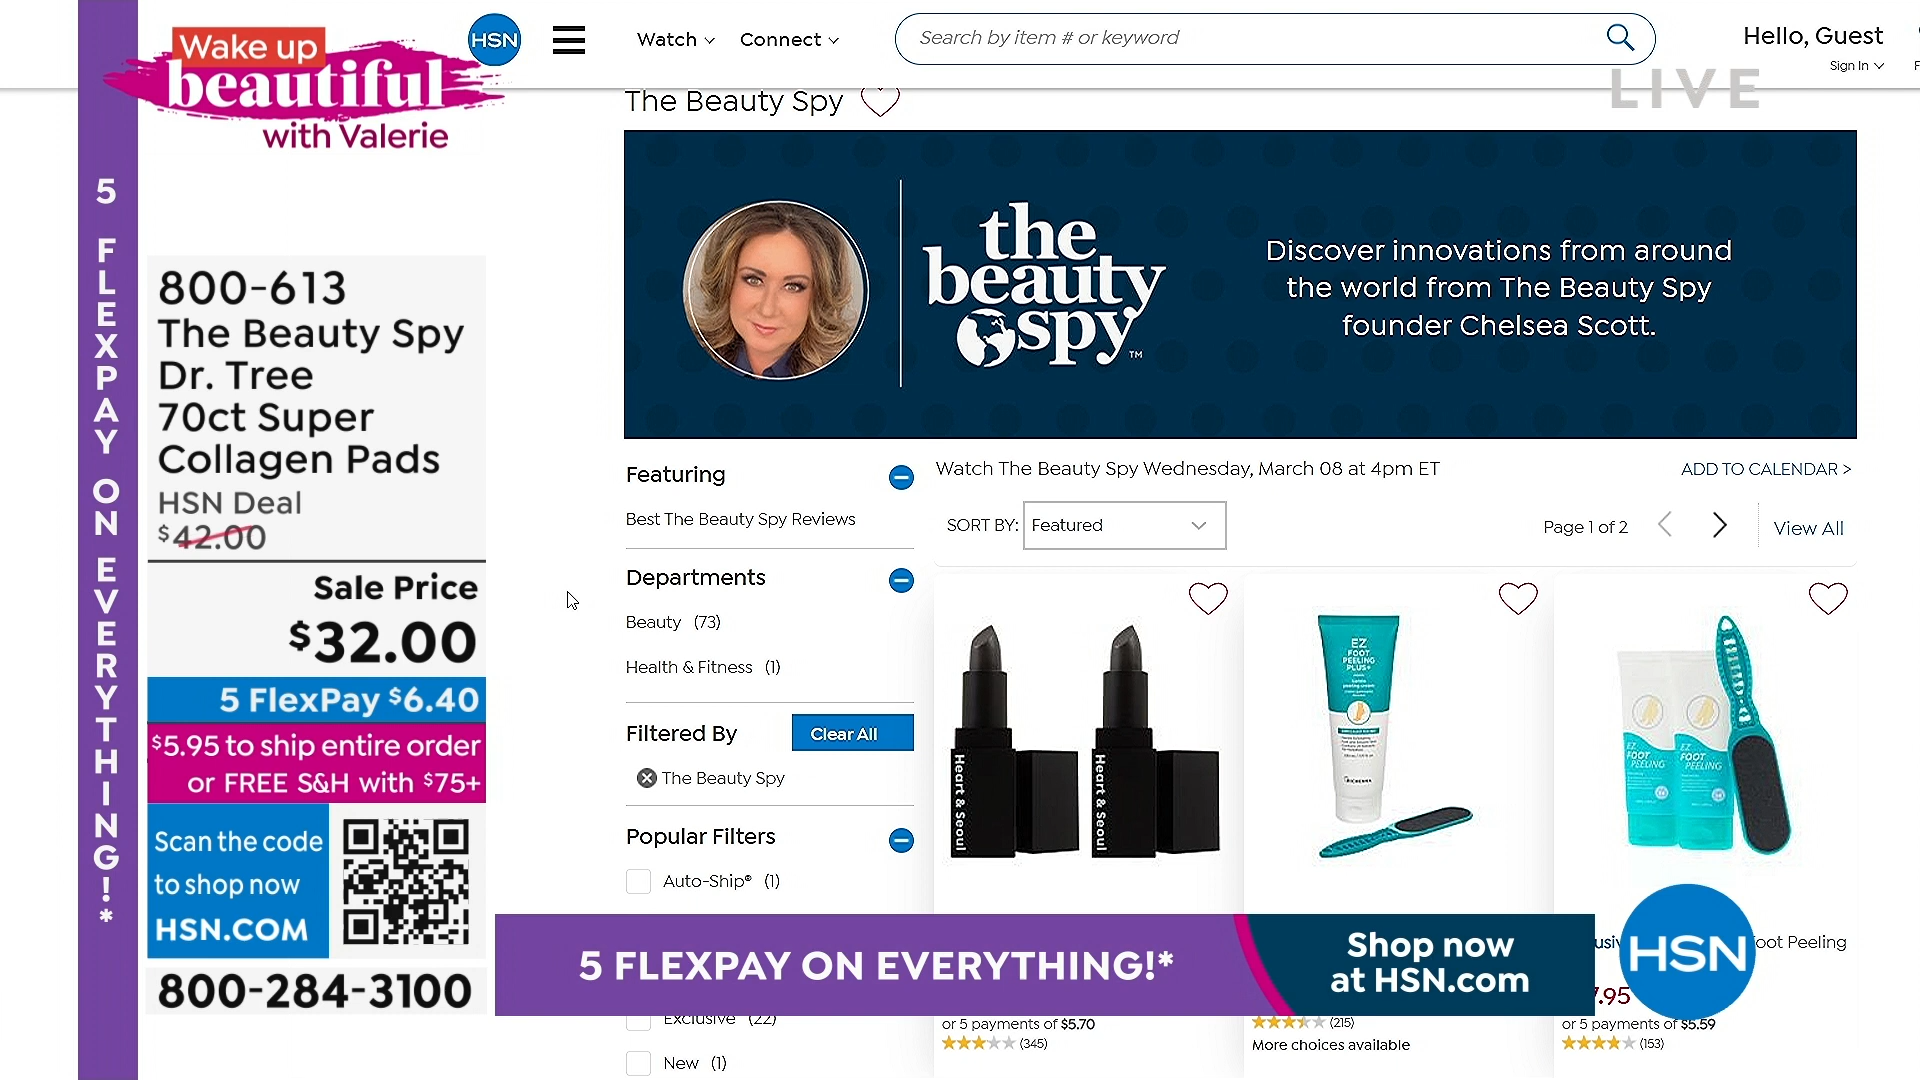 Wake up
beautiful
with Valerie
5 FLEXPAY ON EVERYTHING!*
800-613
The Beauty Spy
Dr. Tree
70ct Super
Collagen Pads
HSN Deal
$42.00
Sale Price
$32.00
5 FlexPay $6.40
$5.95 to ship entire order
or FREE S&H with $75+
Scan the code
to shop now
HSN.COM
800-284-3100
HSN
Watch
Connect
Search by item # or keyword
Hello, Guest
Sign In
LIVE
The Beauty Spy
the
beauty
spy™
Discover innovations from around
the world from The Beauty Spy
founder Chelsea Scott.
Featuring
Best The Beauty Spy Reviews
Departments
Beauty (73)
Health & Fitness (1)
Filtered By
Clear All
The Beauty Spy
Popular Filters
Auto-Ship® (1)
Exclusive (22)
New (1)
Watch The Beauty Spy Wednesday, March 08 at 4pm ET
ADD TO CALENDAR >
SORT BY:
Featured
Page 1 of 2
View All
Heart & Seoul
Heart & Seoul
EZ
FOOT
PEELING
PLUS+
RICHENNA
EZ
FOOT
PEELING
EZ
FOOT
PEELING
5 FLEXPAY ON EVERYTHING!*
Shop now
at HSN.com
HSN
oot Peeling
7.95
or 5 payments of $5.70
(345)
(215)
More choices available
or 5 payments of $5.59
(153)